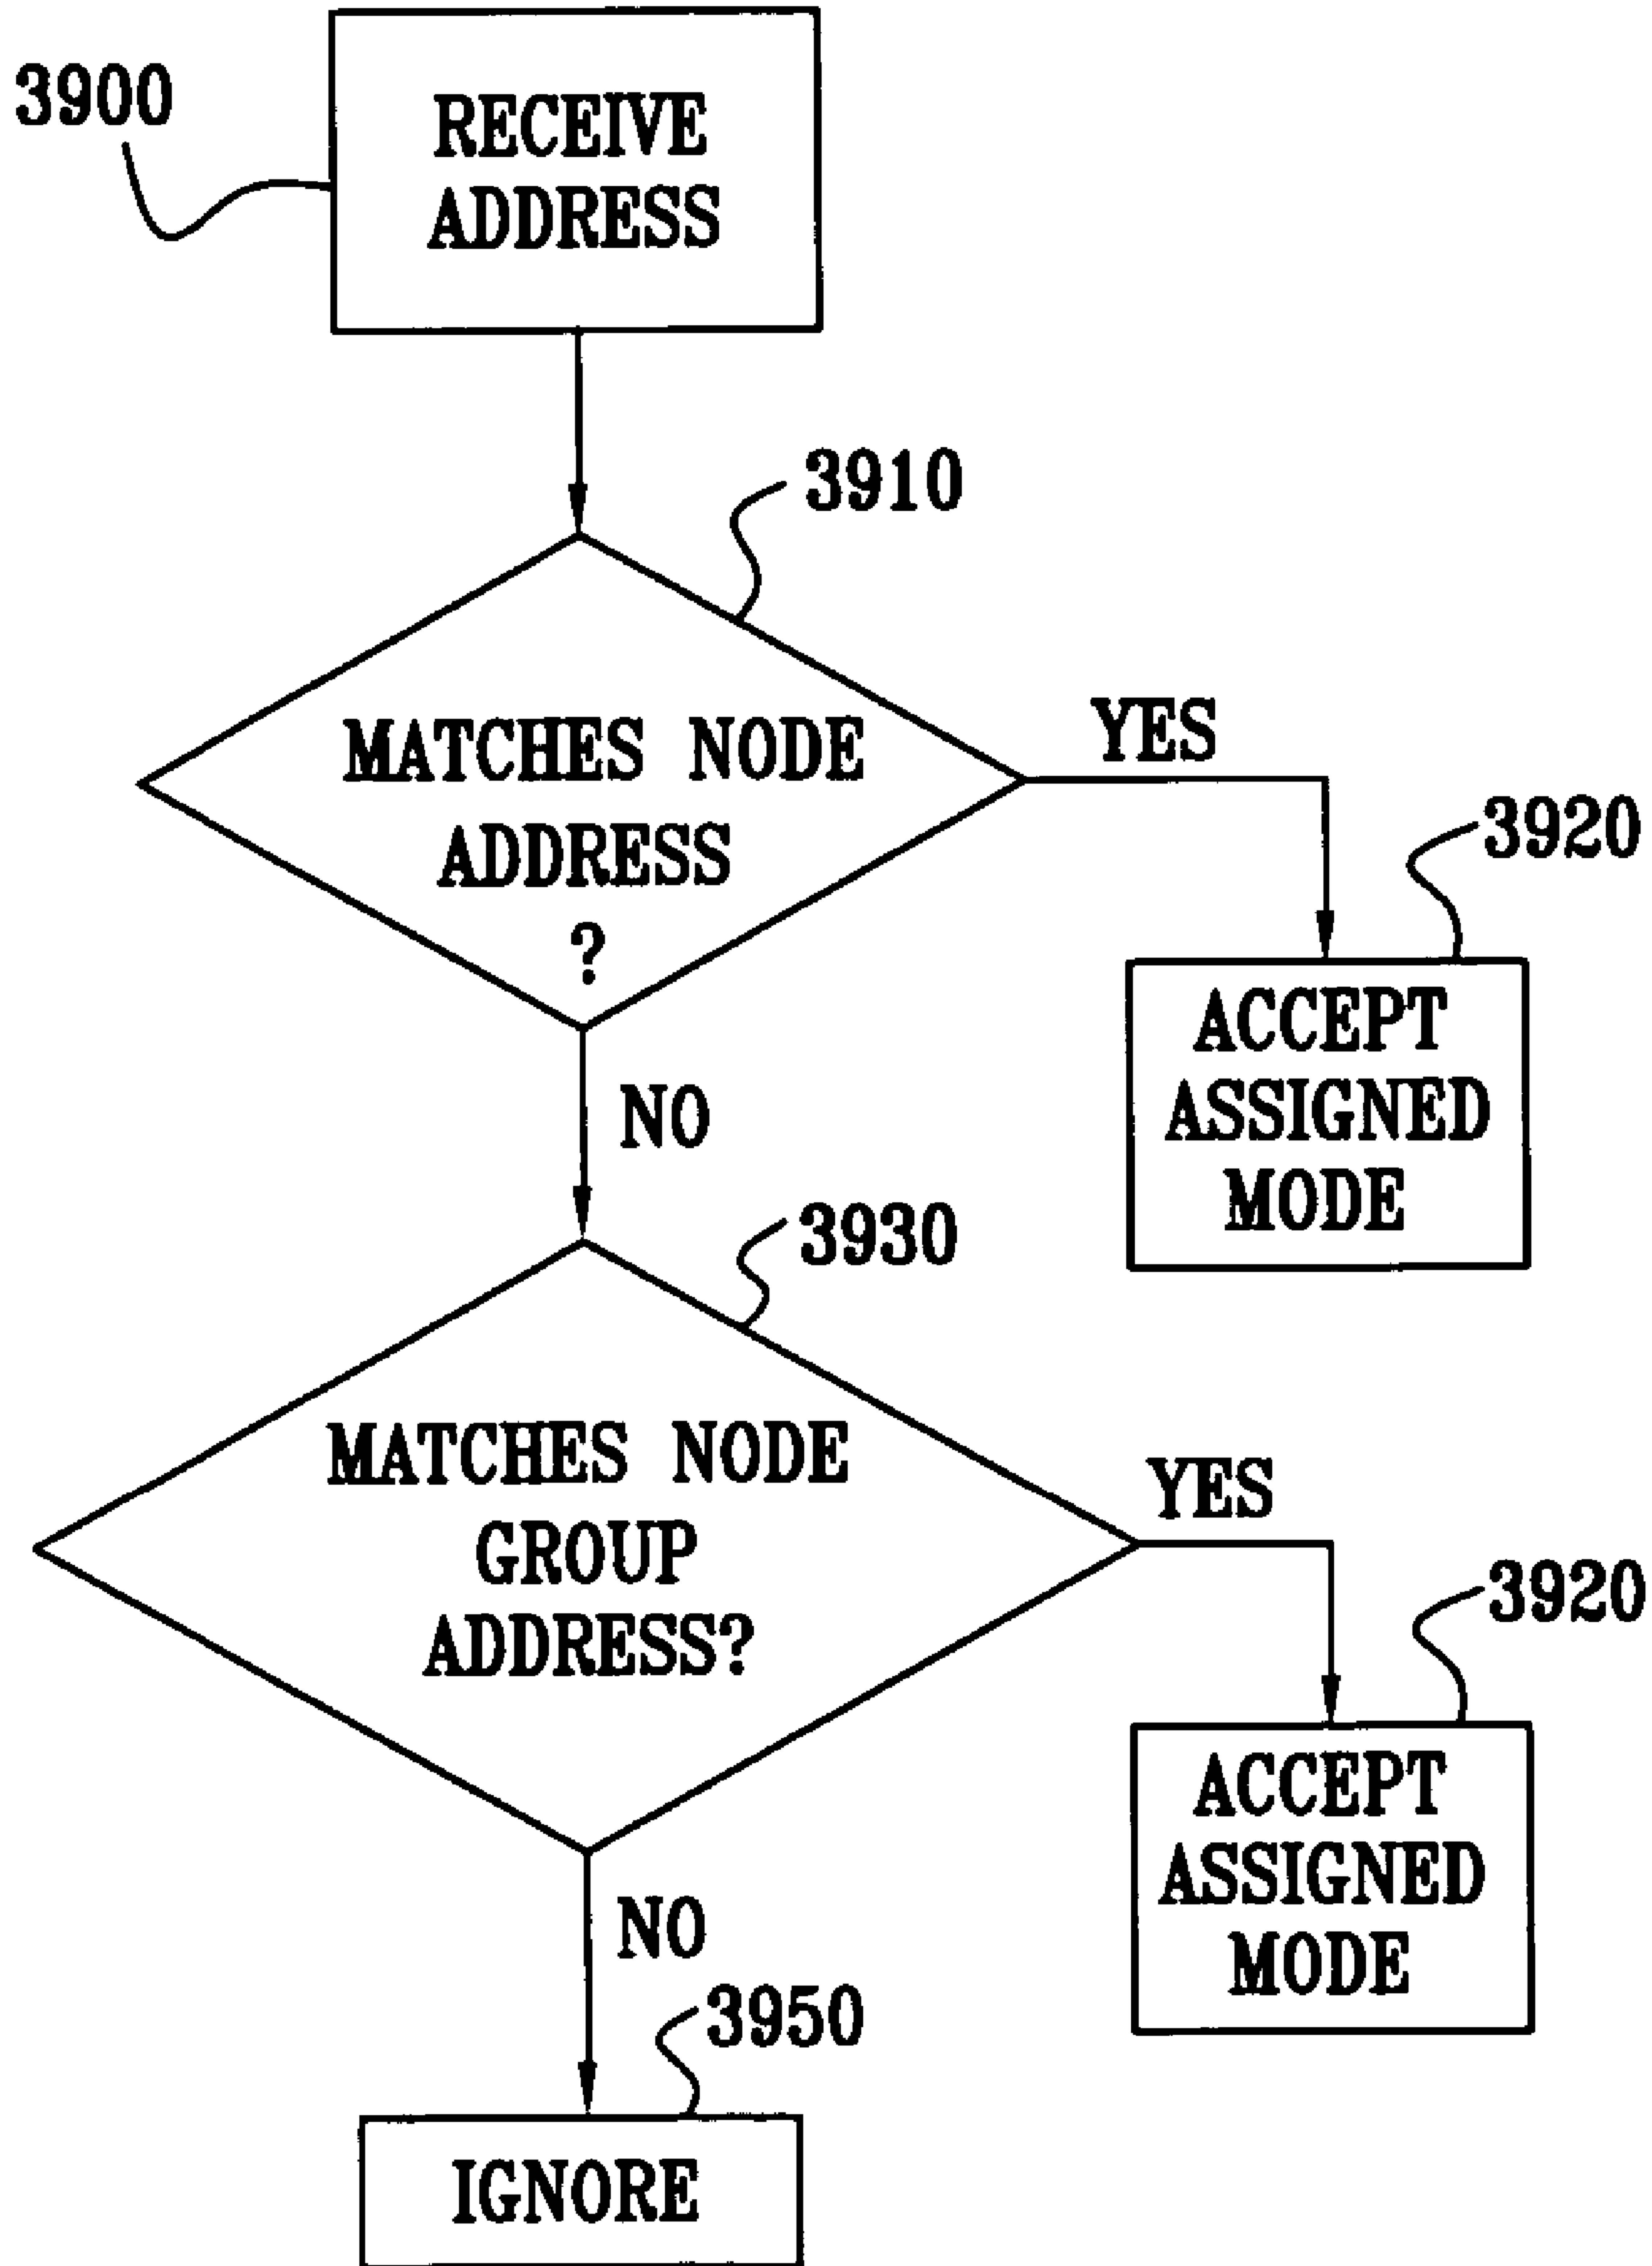 3900
RECEIVE
ADDRESS
3910
MATCHES NODE
ADDRESS
?
YES
3920
ACCEPT
ASSIGNED
MODE
NO
3930
MATCHES NODE
GROUP
ADDRESS?
YES
3920
ACCEPT
ASSIGNED
MODE
NO
3950
IGNORE